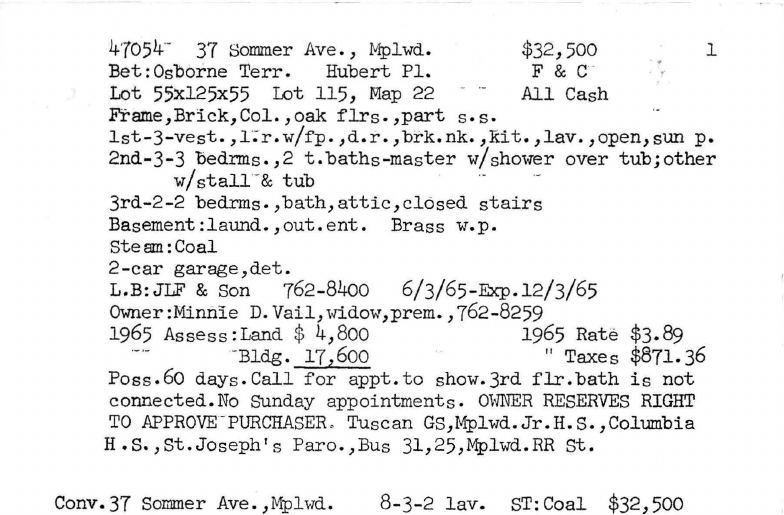 47054 37 Sommer Ave., Mplwd. $32,500 1
Bet:Osborne Terr. Hubert Pl. F & C
Lot 55x125x55 Lot 115, Map 22 All Cash
Frame,Brick,Col.,oak flrs.,part s.s.
1st-3-vest.,l.r.w/fp.,d.r.,brk.nk.,kit.,lav.,open,sun p.
2nd-3-3 bedrms.,2 t.baths-master w/shower over tub;other
w/stall & tub
3rd-2-2 bedrms.,bath,attic,closed stairs
Basement:laund.,out.ent. Brass w.p.
Steam:Coal
2-car garage,det.
L.B:JLF & Son 762-8400 6/3/65-Exp.12/3/65
Owner:Minnie D.Vail,widow,prem.,762-8259
1965 Assess:Land $ 4,800 1965 Rate $3.89
" Bldg. 17,600 " Taxes $871.36
Poss.60 days.Call for appt.to show.3rd flr.bath is not
connected.No Sunday appointments. OWNER RESERVES RIGHT
TO APPROVE PURCHASER. Tuscan GS,Mplwd.Jr.H.S.,Columbia
H.S.,St.Joseph's Paro.,Bus 31,25,Mplwd.RR St.
Conv.37 Sommer Ave.,Mplwd. 8-3-2 lav. ST:Coal $32,500